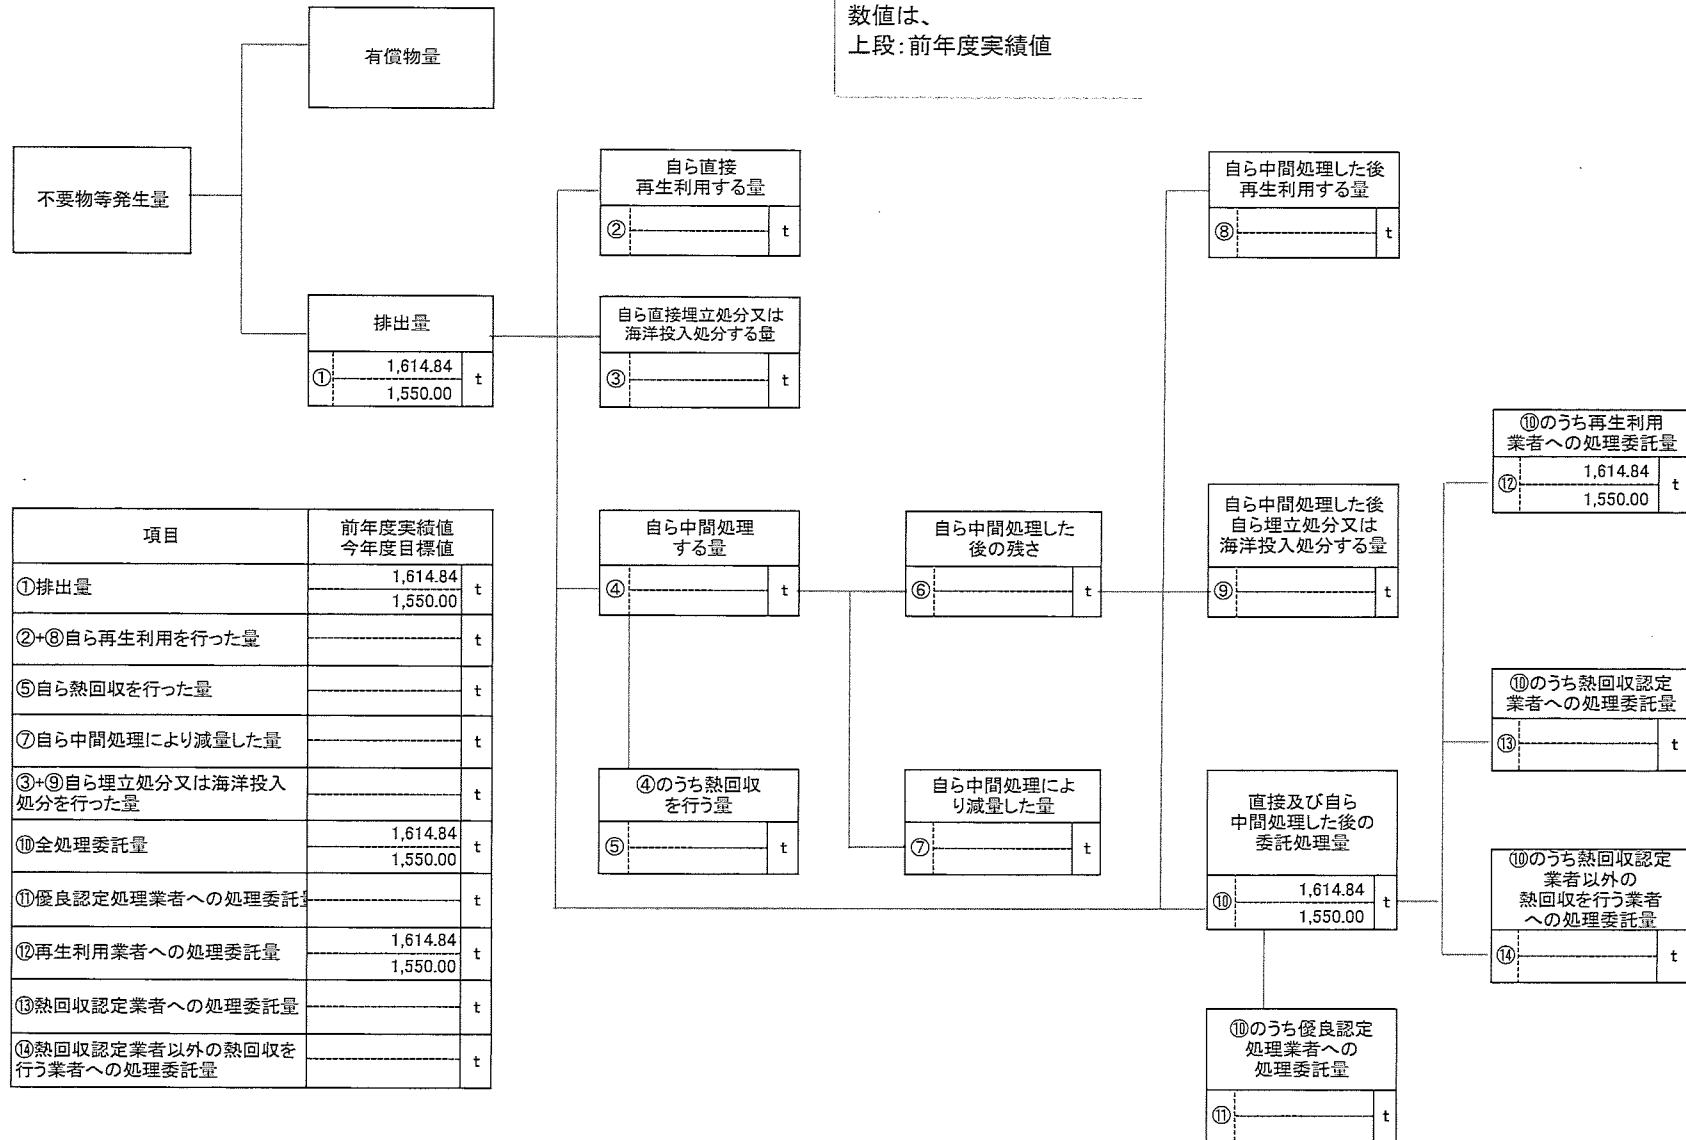 数値は、
上段:前年度実績値
有償物量
不要物等発生量
排出量
① 1,614.84 t
1,550.00
自ら直接
再生利用する量
② t
自ら直接埋立処分又は
海洋投入処分する量
③ t
自ら中間処理
する量
④ t
④のうち熱回収
を行う量
⑤ t
自ら中間処理した
後の残さ
⑥ t
自ら中間処理によ
り減量した量
⑦ t
自ら中間処理した後
再生利用する量
⑧ t
自ら中間処理した後
自ら埋立処分又は
海洋投入処分する量
⑨ t
直接及び自ら
中間処理した後の
委託処理量
⑩ 1,614.84 t
1,550.00
⑩のうち優良認定
処理業者への
処理委託量
⑪ t
⑩のうち再生利用
業者への処理委託量
⑫ 1,614.84 t
1,550.00
⑩のうち熱回収認定
業者への処理委託量
⑬ t
⑩のうち熱回収認定
業者以外の
熱回収を行う業者
への処理委託量
⑭ t
項目 前年度実績値
今年度目標値
①排出量 1,614.84 t
1,550.00
②+⑧自ら再生利用を行った量 t
⑤自ら熱回収を行った量 t
⑦自ら中間処理により減量した量 t
③+⑨自ら埋立処分又は海洋投入
処分を行った量 t
⑩全処理委託量 1,614.84 t
1,550.00
⑪優良認定処理業者への処理委託 t
⑫再生利用業者への処理委託量 1,614.84 t
1,550.00
⑬熱回収認定業者への処理委託量 t
⑭熱回収認定業者以外の熱回収を
行う業者への処理委託量 t